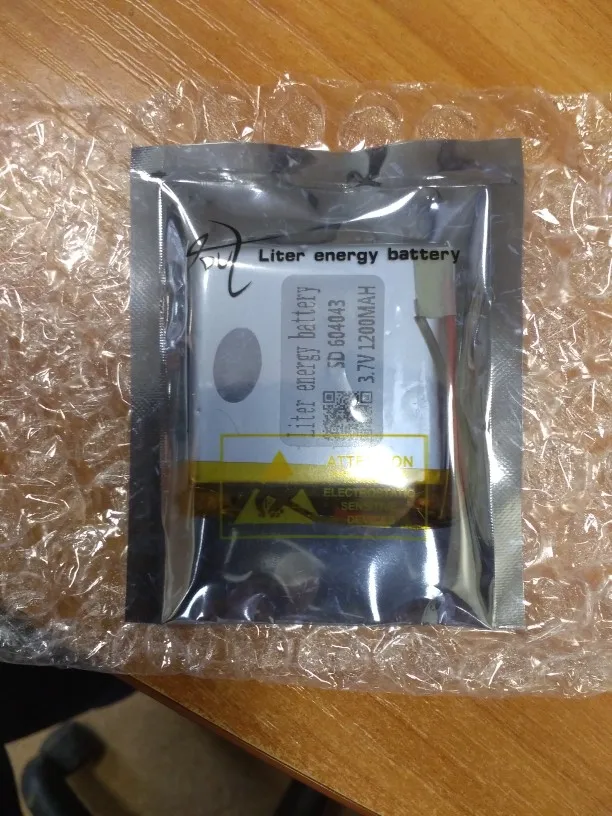 Liter energy battery
Liter energy battery
SD 604043
3.7V 1200MAH
ATTENTION